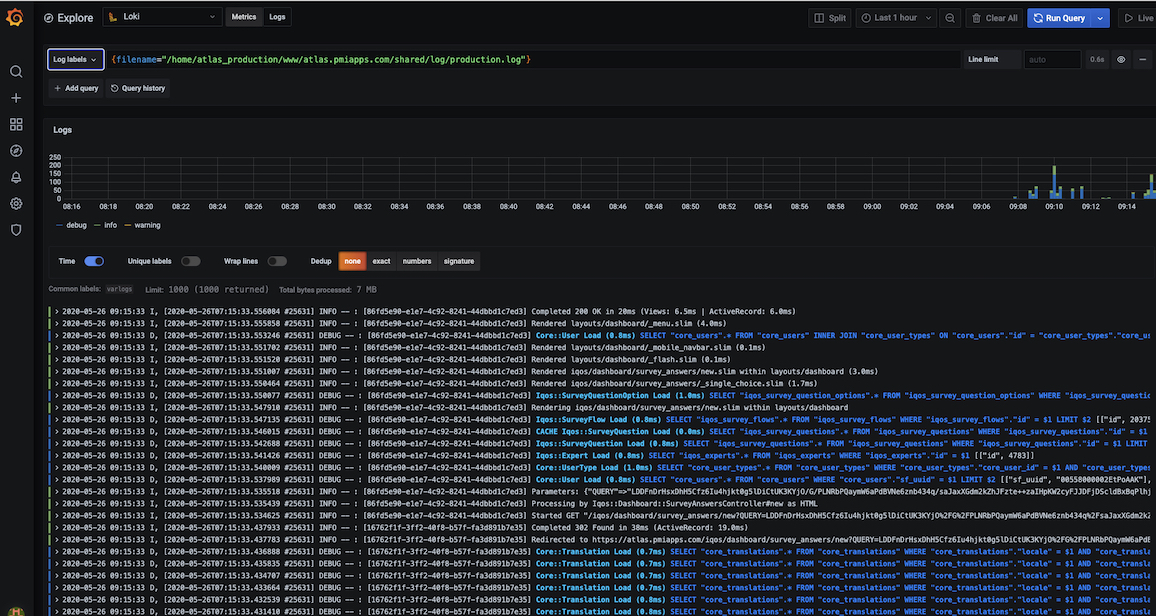 Explore Loki Metrics Logs Split Last 1 hour Clear All Run Query Live
Log labels {filename="/home/atlas_production/www/atlas.pmiapps.com/shared/log/production.log"} Line limit auto 0.6s
+ Add query Query history
Logs
250
200
150
100
50
0
08:16 08:18 08:20 08:22 08:24 08:26 08:28 08:30 08:32 08:34 08:36 08:38 08:40 08:42 08:44 08:46 08:48 08:50 08:52 08:54 08:56 08:58 09:00 09:02 09:04 09:06 09:08 09:10 09:12 09:14
debug info warning
Time Unique labels Wrap lines Dedup none exact numbers signature
Common labels: varlogs Limit: 1000 (1000 returned) Total bytes processed: 7 MB
> 2020-05-26 09:15:33 I, [2020-05-26T07:15:33.556084 #25631] INFO -- : [86fd5e90-e1e7-4c92-8241-44dbbd1c7ed3] Completed 200 OK in 20ms (Views: 6.5ms | ActiveRecord: 6.0ms)
> 2020-05-26 09:15:33 I, [2020-05-26T07:15:33.555858 #25631] INFO -- : [86fd5e90-e1e7-4c92-8241-44dbbd1c7ed3] Rendered layouts/dashboard/_menu.slim (4.0ms)
> 2020-05-26 09:15:33 D, [2020-05-26T07:15:33.553246 #25631] DEBUG -- : [86fd5e90-e1e7-4c92-8241-44dbbd1c7ed3] Core::User Load (0.8ms) SELECT "core_users".* FROM "core_users" INNER JOIN "core_user_types" ON "core_users"."id" = "core_user_types"."core_us
> 2020-05-26 09:15:33 I, [2020-05-26T07:15:33.551702 #25631] INFO -- : [86fd5e90-e1e7-4c92-8241-44dbbd1c7ed3] Rendered layouts/dashboard/_mobile_navbar.slim (0.1ms)
> 2020-05-26 09:15:33 I, [2020-05-26T07:15:33.551520 #25631] INFO -- : [86fd5e90-e1e7-4c92-8241-44dbbd1c7ed3] Rendered layouts/dashboard/_flash.slim (0.1ms)
> 2020-05-26 09:15:33 I, [2020-05-26T07:15:33.551007 #25631] INFO -- : [86fd5e90-e1e7-4c92-8241-44dbbd1c7ed3] Rendered iqos/dashboard/survey_answers/new.slim within layouts/dashboard (3.0ms)
> 2020-05-26 09:15:33 I, [2020-05-26T07:15:33.550464 #25631] INFO -- : [86fd5e90-e1e7-4c92-8241-44dbbd1c7ed3] Rendered iqos/dashboard/survey_answers/_single_choice.slim (1.7ms)
> 2020-05-26 09:15:33 D, [2020-05-26T07:15:33.550077 #25631] DEBUG -- : [86fd5e90-e1e7-4c92-8241-44dbbd1c7ed3] Iqos::SurveyQuestionOption Load (1.0ms) SELECT "iqos_survey_question_options".* FROM "iqos_survey_question_options" WHERE "iqos_survey_questio
> 2020-05-26 09:15:33 I, [2020-05-26T07:15:33.547910 #25631] INFO -- : [86fd5e90-e1e7-4c92-8241-44dbbd1c7ed3] Rendering iqos/dashboard/survey_answers/new.slim within layouts/dashboard
> 2020-05-26 09:15:33 D, [2020-05-26T07:15:33.547135 #25631] DEBUG -- : [86fd5e90-e1e7-4c92-8241-44dbbd1c7ed3] Iqos::SurveyFlow Load (0.8ms) SELECT "iqos_survey_flows".* FROM "iqos_survey_flows" WHERE "iqos_survey_flows"."id" = $1 LIMIT $2 [["id", 20375
> 2020-05-26 09:15:33 D, [2020-05-26T07:15:33.546015 #25631] DEBUG -- : [86fd5e90-e1e7-4c92-8241-44dbbd1c7ed3] CACHE Iqos::SurveyQuestion Load (0.0ms) SELECT "iqos_survey_questions".* FROM "iqos_survey_questions" WHERE "iqos_survey_questions"."id" = $1
> 2020-05-26 09:15:33 D, [2020-05-26T07:15:33.542688 #25631] DEBUG -- : [86fd5e90-e1e7-4c92-8241-44dbbd1c7ed3] Iqos::SurveyQuestion Load (0.8ms) SELECT "iqos_survey_questions".* FROM "iqos_survey_questions" WHERE "iqos_survey_questions"."id" = $1 LIMIT
> 2020-05-26 09:15:33 D, [2020-05-26T07:15:33.541426 #25631] DEBUG -- : [86fd5e90-e1e7-4c92-8241-44dbbd1c7ed3] Iqos::Expert Load (0.8ms) SELECT "iqos_experts".* FROM "iqos_experts" WHERE "iqos_experts"."id" = $1 [["id", 4783]]
> 2020-05-26 09:15:33 D, [2020-05-26T07:15:33.540009 #25631] DEBUG -- : [86fd5e90-e1e7-4c92-8241-44dbbd1c7ed3] Core::UserType Load (1.0ms) SELECT "core_user_types".* FROM "core_user_types" WHERE "core_user_types"."core_user_id" = $1 AND "core_user_types
> 2020-05-26 09:15:33 D, [2020-05-26T07:15:33.537989 #25631] DEBUG -- : [86fd5e90-e1e7-4c92-8241-44dbbd1c7ed3] Core::User Load (0.8ms) SELECT "core_users".* FROM "core_users" WHERE "core_users"."sf_uuid" = $1 LIMIT $2 [["sf_uuid", "00558000002EtPoAAK"],
> 2020-05-26 09:15:33 I, [2020-05-26T07:15:33.535518 #25631] INFO -- : [86fd5e90-e1e7-4c92-8241-44dbbd1c7ed3] Parameters: {"QUERY"=>
> 2020-05-26 09:15:33 I, [2020-05-26T07:15:33.535439 #25631] INFO -- : [86fd5e90-e1e7-4c92-8241-44dbbd1c7ed3] Processing by Iqos::Dashboard::SurveyAnswersController#new as HTML
> 2020-05-26 09:15:33 I, [2020-05-26T07:15:33.534625 #25631] INFO -- : [86fd5e90-e1e7-4c92-8241-44dbbd1c7ed3] Started GET
> 2020-05-26 09:15:33 I, [2020-05-26T07:15:33.437933 #25631] INFO -- : [16762f1f-3ff2-40f8-b57f-fa3d891b7e35] Completed 302 Found in 38ms (ActiveRecord: 19.0ms)
> 2020-05-26 09:15:33 I, [2020-05-26T07:15:33.437783 #25631] INFO -- : [16762f1f-3ff2-40f8-b57f-fa3d891b7e35] Redirected to
> 2020-05-26 09:15:33 D, [2020-05-26T07:15:33.436888 #25631] DEBUG -- : [16762f1f-3ff2-40f8-b57f-fa3d891b7e35] Core::Translation Load (0.7ms) SELECT "core_translations".* FROM "core_translations" WHERE "core_translations"."locale" = $1 AND "core_transla
> 2020-05-26 09:15:33 D, [2020-05-26T07:15:33.435835 #25631] DEBUG -- : [16762f1f-3ff2-40f8-b57f-fa3d891b7e35] Core::Translation Load (0.7ms) SELECT "core_translations".* FROM "core_translations" WHERE "core_translations"."locale" = $1 AND "core_transla
> 2020-05-26 09:15:33 D, [2020-05-26T07:15:33.434707 #25631] DEBUG -- : [16762f1f-3ff2-40f8-b57f-fa3d891b7e35] Core::Translation Load (0.8ms) SELECT "core_translations".* FROM "core_translations" WHERE "core_translations"."locale" = $1 AND "core_transla
> 2020-05-26 09:15:33 D, [2020-05-26T07:15:33.433664 #25631] DEBUG -- : [16762f1f-3ff2-40f8-b57f-fa3d891b7e35] Core::Translation Load (0.7ms) SELECT "core_translations".* FROM "core_translations" WHERE "core_translations"."locale" = $1 AND "core_transla
> 2020-05-26 09:15:33 D, [2020-05-26T07:15:33.432539 #25631] DEBUG -- : [16762f1f-3ff2-40f8-b57f-fa3d891b7e35] Core::Translation Load (0.8ms) SELECT "core_translations".* FROM "core_translations" WHERE "core_translations"."locale" = $1 AND "core_transla
> 2020-05-26 09:15:33 D, [2020-05-26T07:15:33.431410 #25631] DEBUG -- : [16762f1f-3ff2-40f8-b57f-fa3d891b7e35] Core::Translation Load (0.8ms) SELECT "core_translations".* FROM "core_translations" WHERE "core_translations"."locale" = $1 AND "core_transla